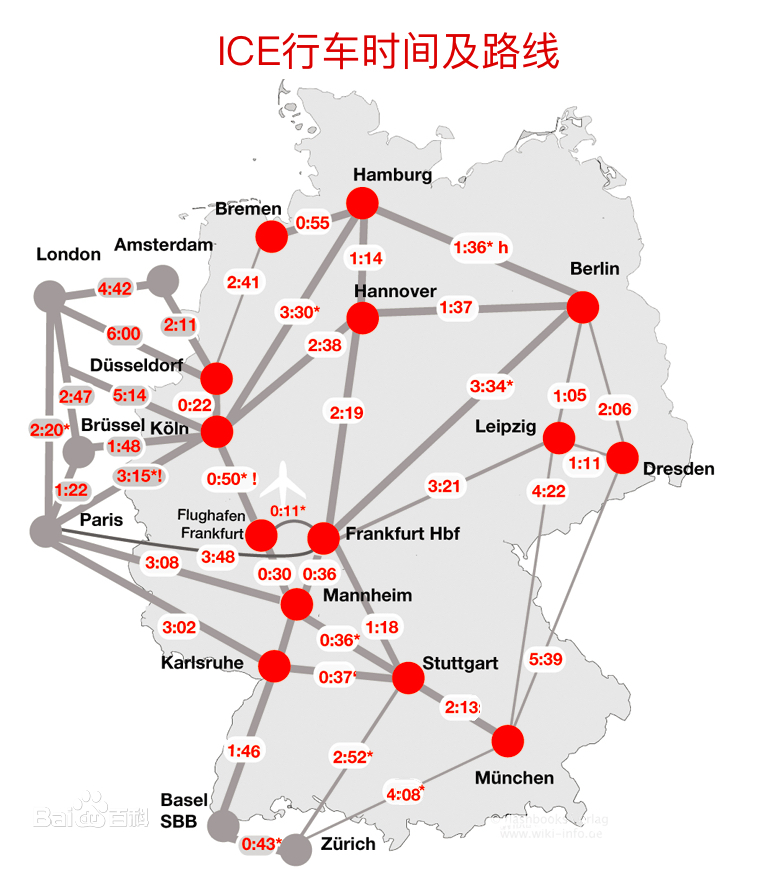 ICE行车时间及路线
Hamburg
Bremen
0:55
London
Amsterdam
1:36* h
4:42
1:14
Berlin
2:41
Hannover
2:11
3:30*
1:37
6:00
2:38
Düsseldorf
3:34*
2:47
5:14
0:22
1:05
2:06
2:19
2:20*
Brüssel
Köln
Leipzig
1:48
1:11
Dresden
3:15*!
0:50* !
3:21
4:22
1:22
0:11*
Paris
Flughafen
Frankfurt
Frankfurt Hbf
3:48
3:08
0:30
0:36
Mannheim
3:02
0:36*
1:18
Karlsruhe
Stuttgart
5:39
0:37*
2:13
1:46
2:52*
München
4:08*
Basel
SBB
Bai百科
www.wiki-info.de
0:43*
Zürich